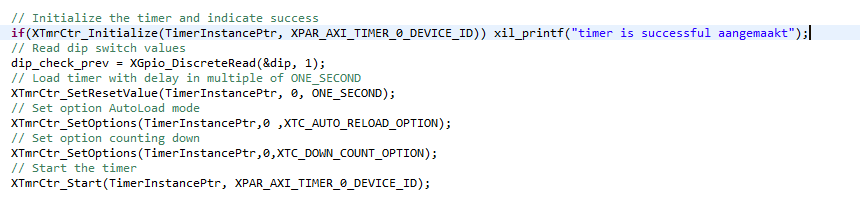 // Initialize the timer and indicate success
if(XTmrCtr_Initialize(TimerInstancePtr, XPAR_AXI_TIMER_0_DEVICE_ID)) xil_printf("timer is successful aangemaakt");
// Read dip switch values
dip_check_prev = XGpio_DiscreteRead(&dip, 1);
// Load timer with delay in multiple of ONE_SECOND
XTmrCtr_SetResetValue(TimerInstancePtr, 0, ONE_SECOND);
// Set option AutoLoad mode
XTmrCtr_SetOptions(TimerInstancePtr,0 ,XTC_AUTO_RELOAD_OPTION);
// Set option counting down
XTmrCtr_SetOptions(TimerInstancePtr,0,XTC_DOWN_COUNT_OPTION);
// Start the timer
XTmrCtr_Start(TimerInstancePtr, XPAR_AXI_TIMER_0_DEVICE_ID);